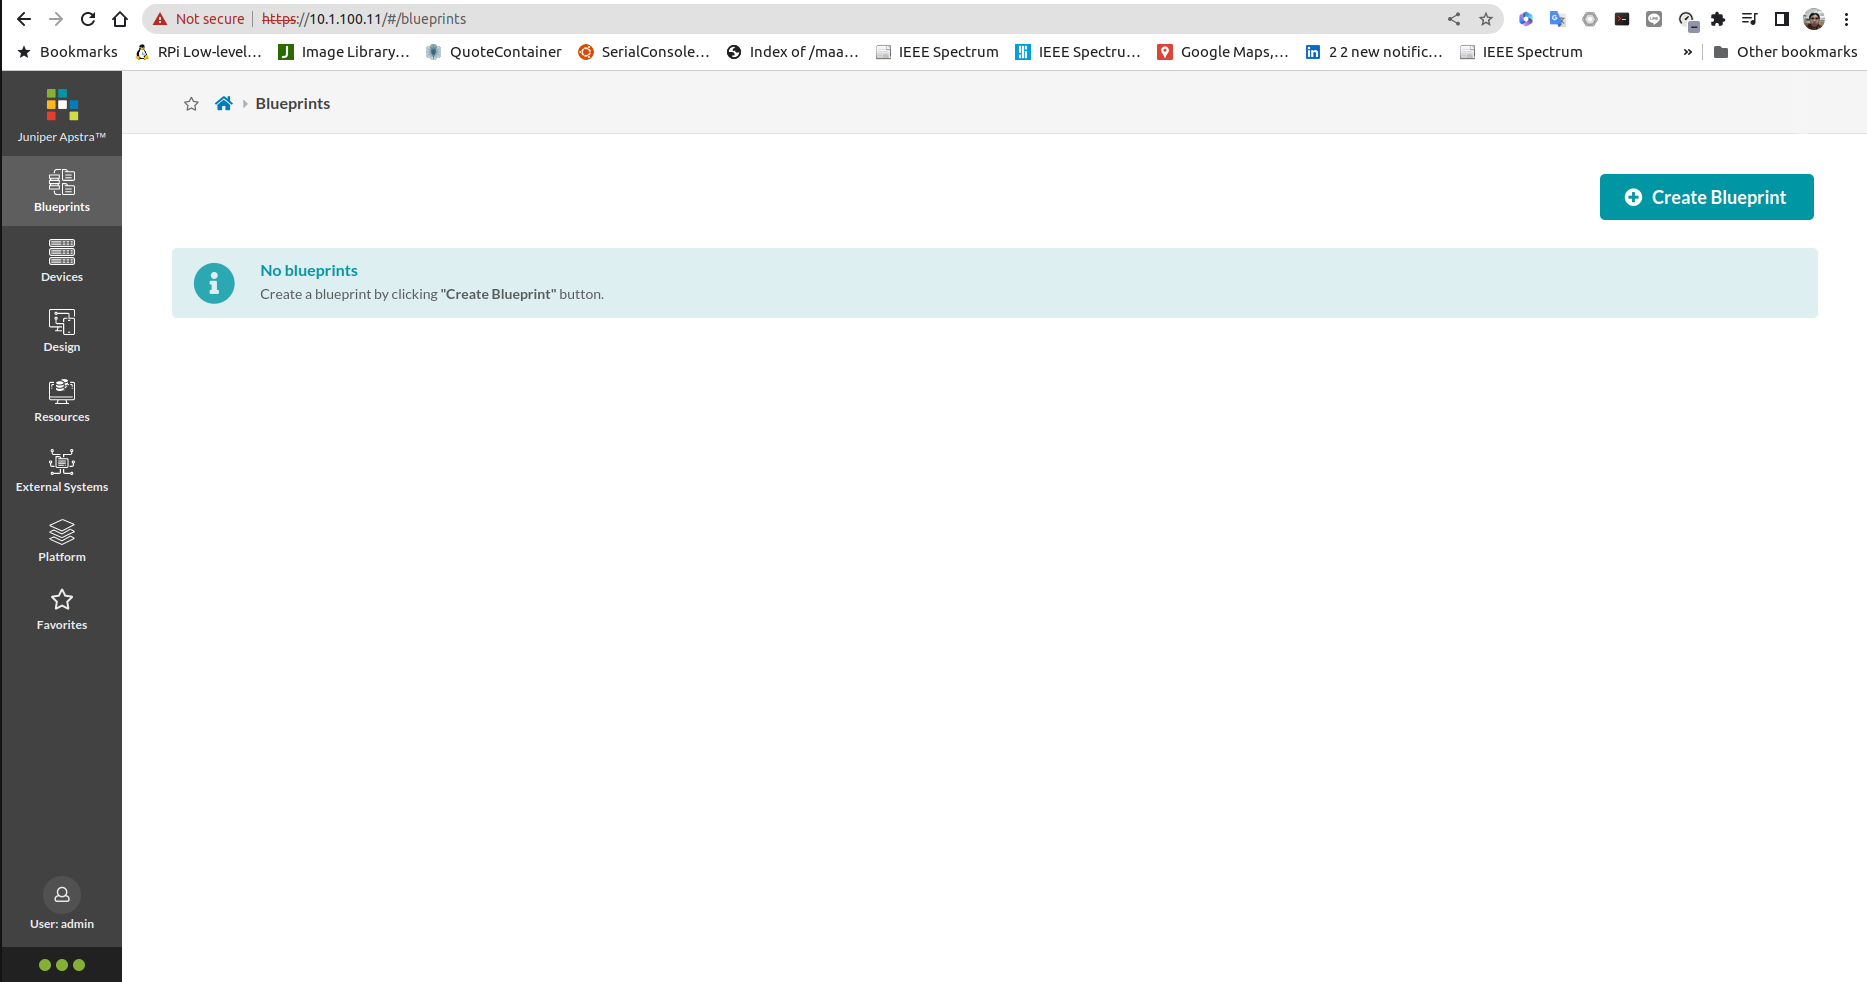 Not secure https://10.1.100.11/#/blueprints
Bookmarks RPi Low-level... Image Library... QuoteContainer SerialConsole... Index of /maa... IEEE Spectrum IEEE Spectru... Google Maps,... 2 2 new notific... IEEE Spectrum » Other bookmarks
Juniper Apstra™
Blueprints
Devices
Design
Resources
External Systems
Platform
Favorites
User: admin
Blueprints
Create Blueprint
No blueprints
Create a blueprint by clicking "Create Blueprint" button.